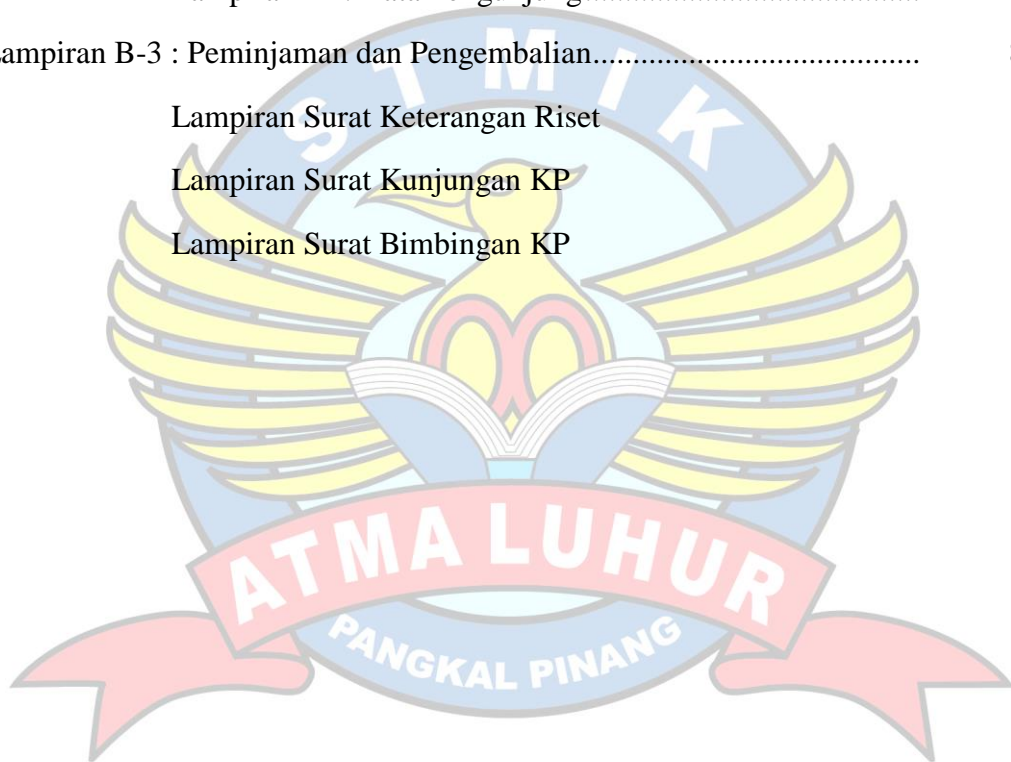 Lampiran B-3 : Peminjaman dan Pengembalian.........................................
Lampiran Surat Keterangan Riset
Lampiran Surat Kunjungan KP
Lampiran Surat Bimbingan KP
STMIK
ATMA LUHUR
PANGKAL PINANG